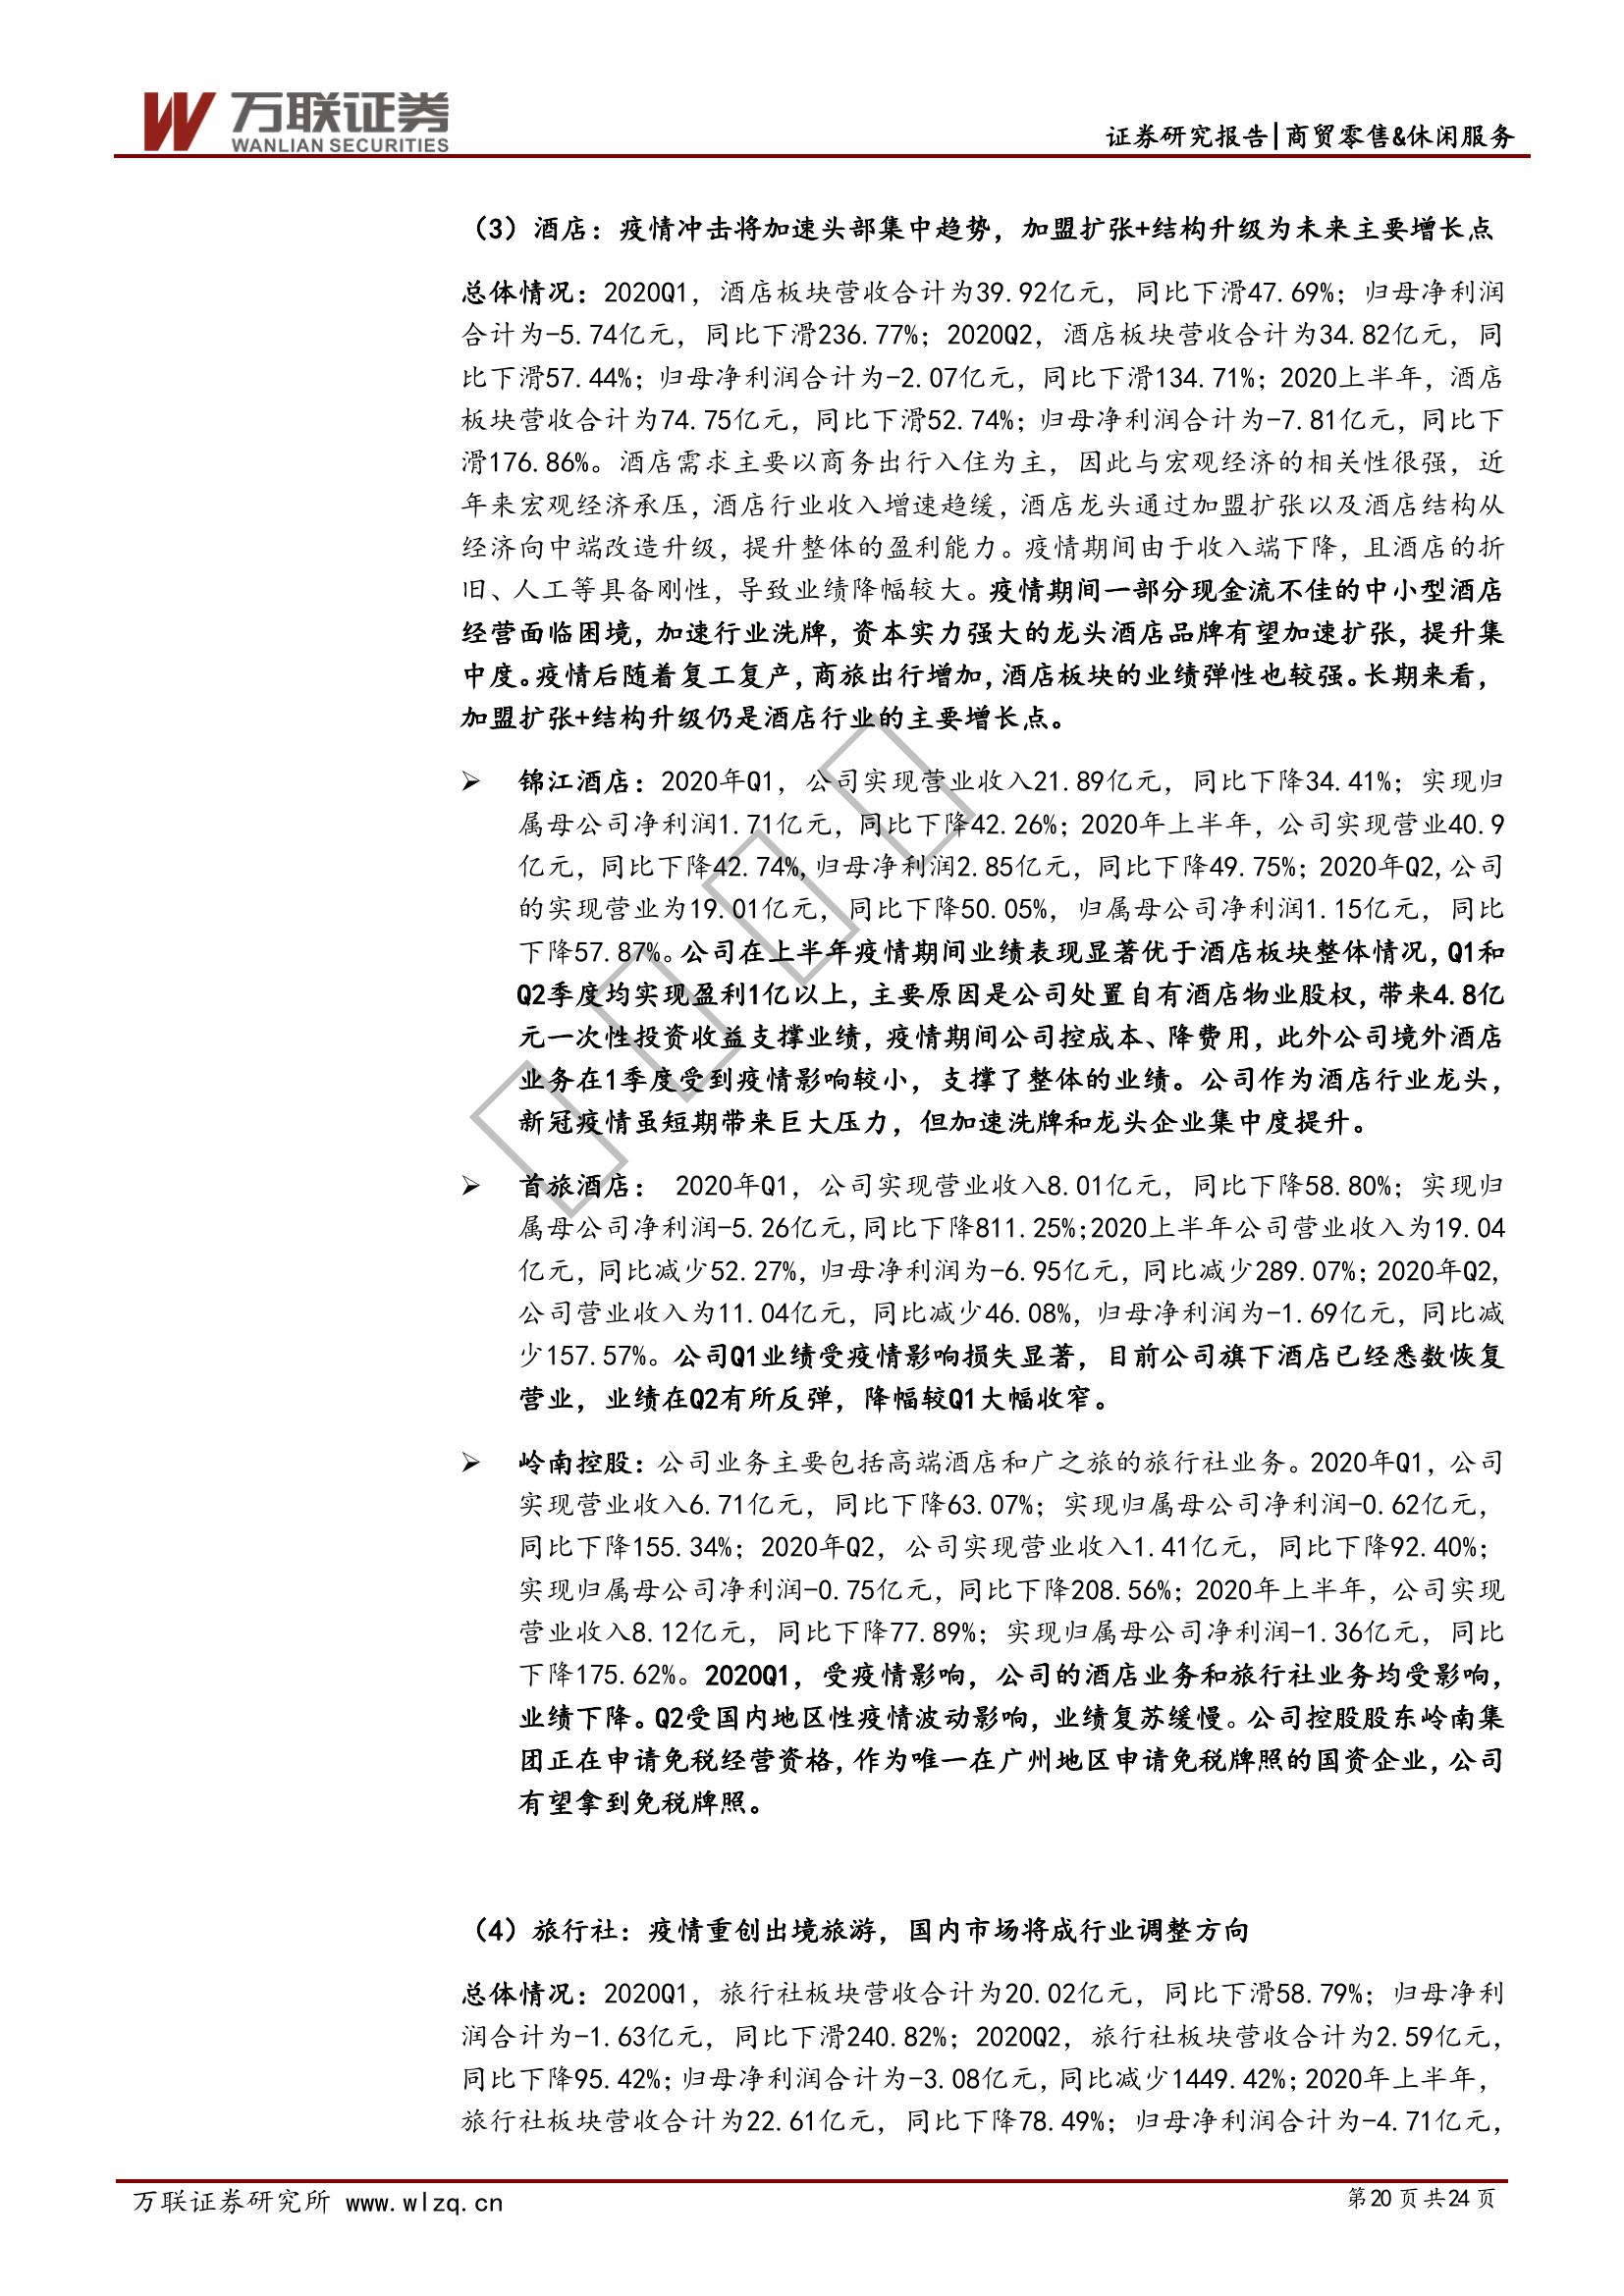 万联证券
WANLIAN SECURITIES
证券研究报告|商贸零售&休闲服务
（3）酒店：疫情冲击将加速头部集中趋势，加盟扩张+结构升级为未来主要增长点
总体情况：2020Q1，酒店板块营收合计为39.92亿元，同比下滑47.69%；归母净利润
合计为-5.74亿元，同比下滑236.77%；2020Q2，酒店板块营收合计为34.82亿元，同
比下滑57.44%；归母净利润合计为-2.07亿元，同比下滑134.71%；2020上半年，酒店
板块营收合计为74.75亿元，同比下滑52.74%；归母净利润合计为-7.81亿元，同比下
滑176.86%。酒店需求主要以商务出行入住为主，因此与宏观经济的相关性很强，近
年来宏观经济承压，酒店行业收入增速趋缓，酒店龙头通过加盟扩张以及酒店结构从
经济向中端改造升级，提升整体的盈利能力。疫情期间由于收入端下降，且酒店的折
旧、人工等具备刚性，导致业绩降幅较大。疫情期间一部分现金流不佳的中小型酒店
经营面临困境，加速行业洗牌，资本实力强大的龙头酒店品牌有望加速扩张，提升集
中度。疫情后随着复工复产，商旅出行增加，酒店板块的业绩弹性也较强。长期来看，
加盟扩张+结构升级仍是酒店行业的主要增长点。
➢ 锦江酒店：2020年Q1，公司实现营业收入21.89亿元，同比下降34.41%；实现归
属母公司净利润1.71亿元，同比下降42.26%；2020年上半年，公司实现营业40.9
亿元，同比下降42.74%,归母净利润2.85亿元，同比下降49.75%；2020年Q2,公司
的实现营业为19.01亿元，同比下降50.05%，归属母公司净利润1.15亿元，同比
下降57.87%。公司在上半年疫情期间业绩表现显著优于酒店板块整体情况，Q1和
Q2季度均实现盈利1亿以上，主要原因是公司处置自有酒店物业股权，带来4.8亿
元一次性投资收益支撑业绩，疫情期间公司控成本、降费用，此外公司境外酒店
业务在1季度受到疫情影响较小，支撑了整体的业绩。公司作为酒店行业龙头，
新冠疫情虽短期带来巨大压力，但加速洗牌和龙头企业集中度提升。
➢ 首旅酒店： 2020年Q1，公司实现营业收入8.01亿元，同比下降58.80%；实现归
属母公司净利润-5.26亿元,同比下降811.25%;2020上半年公司营业收入为19.04
亿元，同比减少52.27%，归母净利润为-6.95亿元，同比减少289.07%；2020年Q2,
公司营业收入为11.04亿元，同比减少46.08%，归母净利润为-1.69亿元，同比减
少157.57%。公司Q1业绩受疫情影响损失显著，目前公司旗下酒店已经悉数恢复
营业，业绩在Q2有所反弹，降幅较Q1大幅收窄。
➢ 岭南控股：公司业务主要包括高端酒店和广之旅的旅行社业务。2020年Q1，公司
实现营业收入6.71亿元，同比下降63.07%；实现归属母公司净利润-0.62亿元，
同比下降155.34%；2020年Q2，公司实现营业收入1.41亿元，同比下降92.40%；
实现归属母公司净利润-0.75亿元，同比下降208.56%；2020年上半年，公司实现
营业收入8.12亿元，同比下降77.89%；实现归属母公司净利润-1.36亿元，同比
下降175.62%。2020Q1，受疫情影响，公司的酒店业务和旅行社业务均受影响，
业绩下降。Q2受国内地区性疫情波动影响，业绩复苏缓慢。公司控股股东岭南集
团正在申请免税经营资格，作为唯一在广州地区申请免税牌照的国资企业，公司
有望拿到免税牌照。
（4）旅行社：疫情重创出境旅游，国内市场将成行业调整方向
总体情况：2020Q1，旅行社板块营收合计为20.02亿元，同比下滑58.79%；归母净利
润合计为-1.63亿元，同比下滑240.82%；2020Q2，旅行社板块营收合计为2.59亿元，
同比下降95.42%；归母净利润合计为-3.08亿元，同比减少1449.42%；2020年上半年，
旅行社板块营收合计为22.61亿元，同比下降78.49%；归母净利润合计为-4.71亿元，
万联证券研究所 www.wlzq.cn
第20页共24页